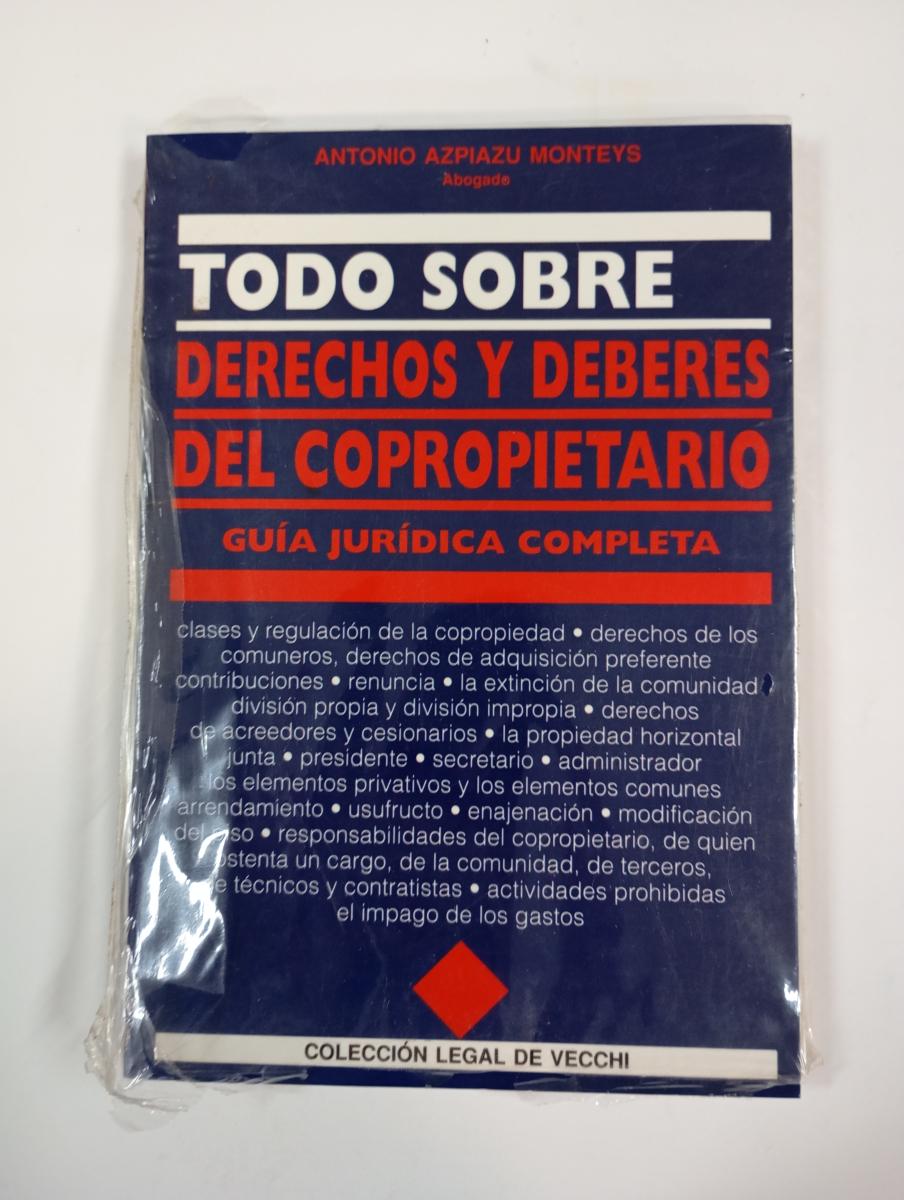 ANTONIO AZPIAZU MONTEYS
Abogado
TODO SOBRE
DERECHOS Y DEBERES
DEL COPROPIETARIO
GUÍA JURÍDICA COMPLETA
clases y regulación de la copropiedad • derechos de los
comuneros, derechos de adquisición preferente
contribuciones • renuncia • la extinción de la comunidad
división propia y división impropia • derechos
de acreedores y cesionarios • la propiedad horizontal
junta • presidente • secretario • administrador
los elementos privativos y los elementos comunes
arrendamiento • usufructo • enajenación • modificación
del uso • responsabilidades del copropietario, de quien
ostenta un cargo, de la comunidad, de terceros,
de técnicos y contratistas • actividades prohibidas
el impago de los gastos
COLECCIÓN LEGAL DE VECCHI